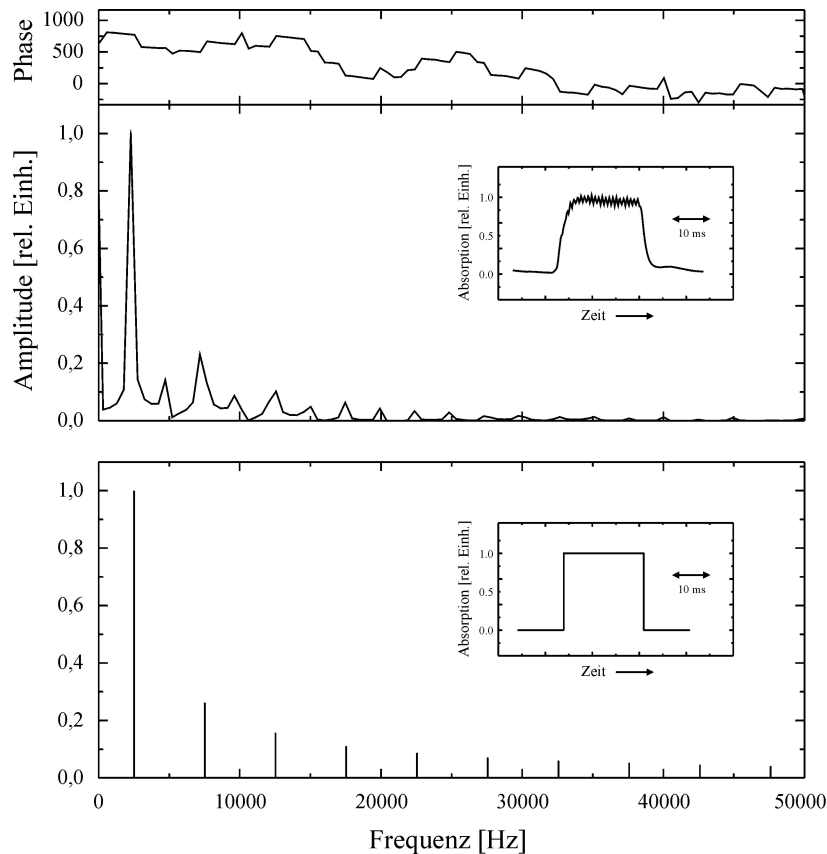 Phase
1000
500
0
Amplitude [rel. Einh.]
1,0
0,8
0,6
0,4
0,2
0,0
Absorption [rel. Einh.]
1.0
0.5
0.0
10 ms
Zeit
1,0
0,8
0,6
0,4
0,2
0,0
Absorption [rel. Einh.]
1.0
0.5
0.0
10 ms
Zeit
0 10000 20000 30000 40000 50000
Frequenz [Hz]